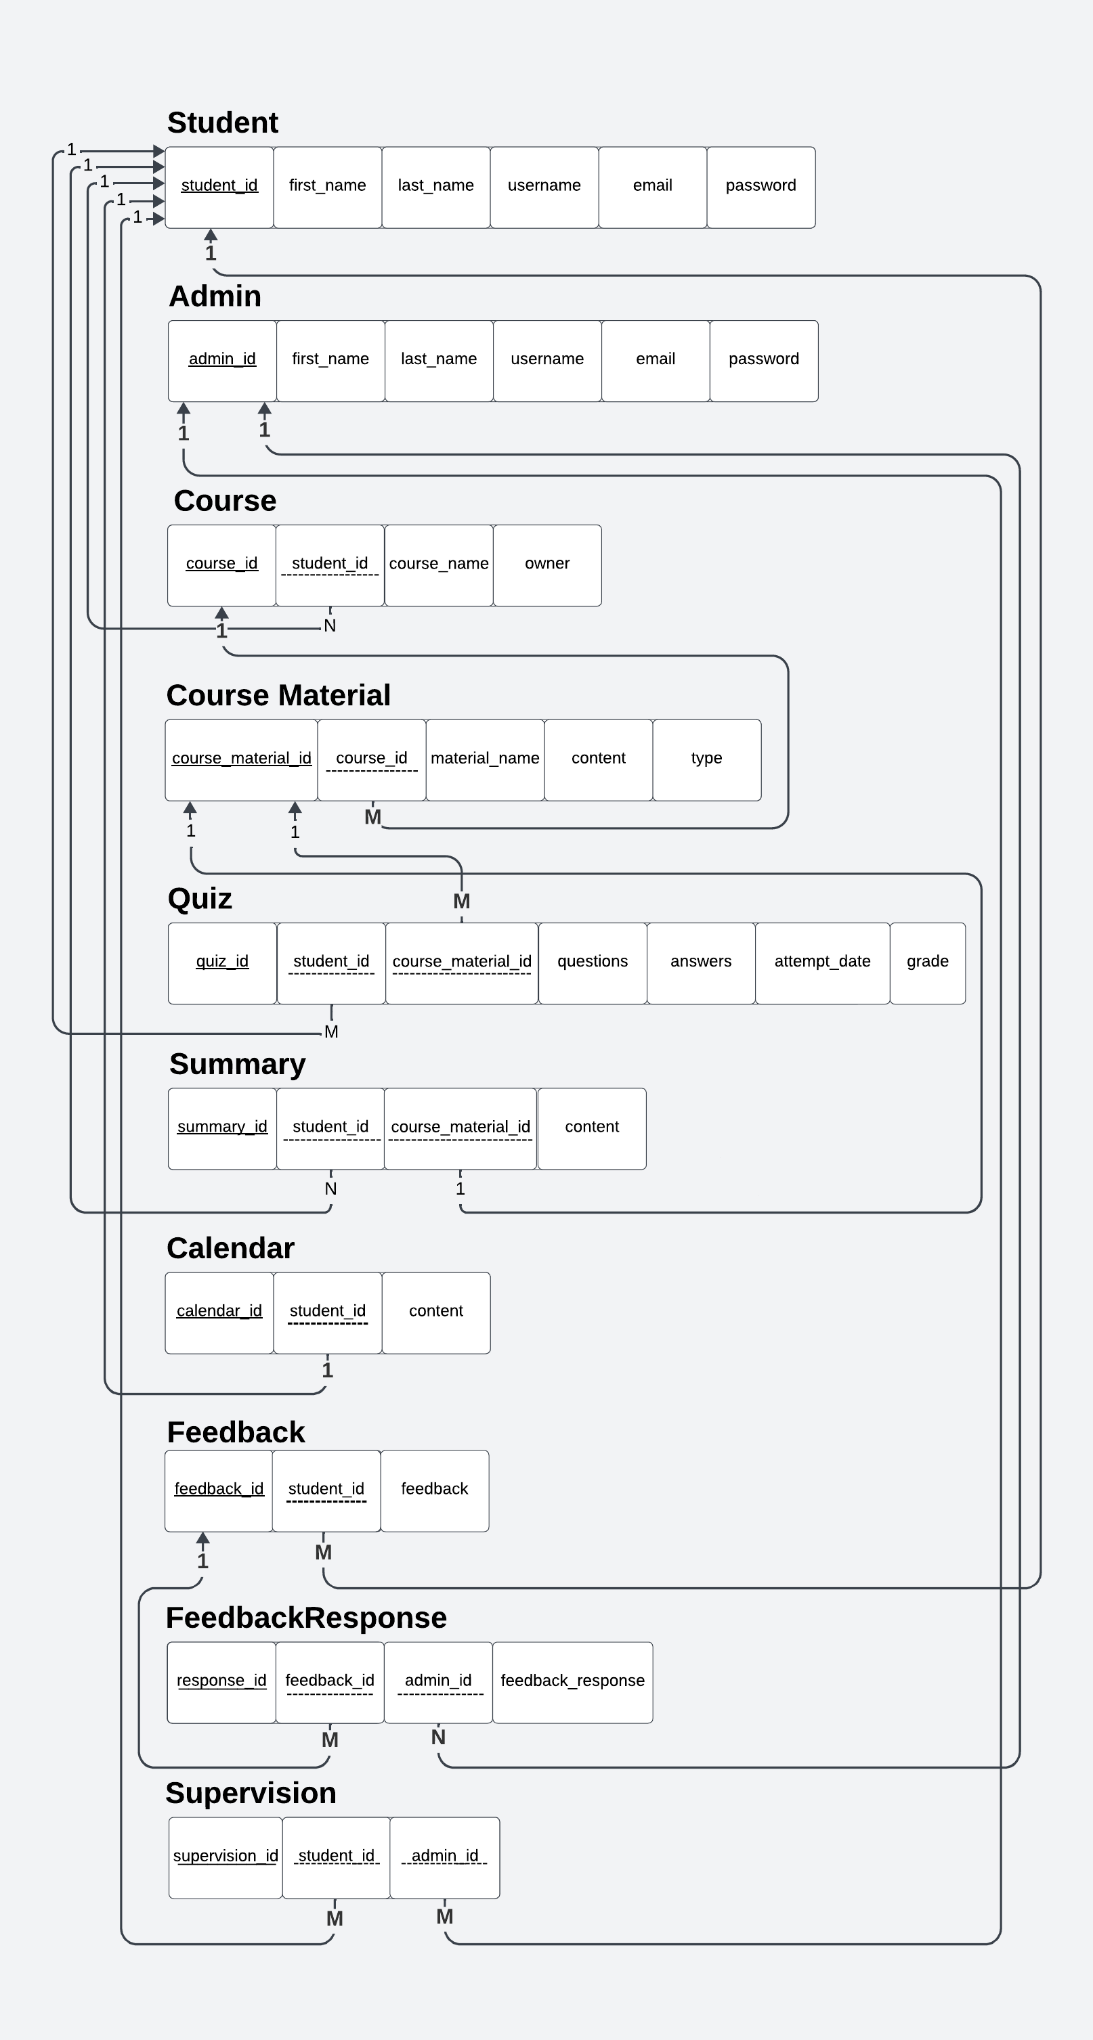 Student
1
1
1
1
1
student_id first_name last_name username email password
1
Admin
admin_id first_name last_name username email password
1 1
Course
course_id student_id course_name owner
1 N
Course Material
course_material_id course_id material_name content type
1 1 M
Quiz M
quiz_id student_id course_material_id questions answers attempt_date grade
M
Summary
summary_id student_id course_material_id content
N 1
Calendar
calendar_id student_id content
1
Feedback
feedback_id student_id feedback
1 M
FeedbackResponse
response_id feedback_id admin_id feedback_response
M N
Supervision
supervision_id student_id admin_id
M M